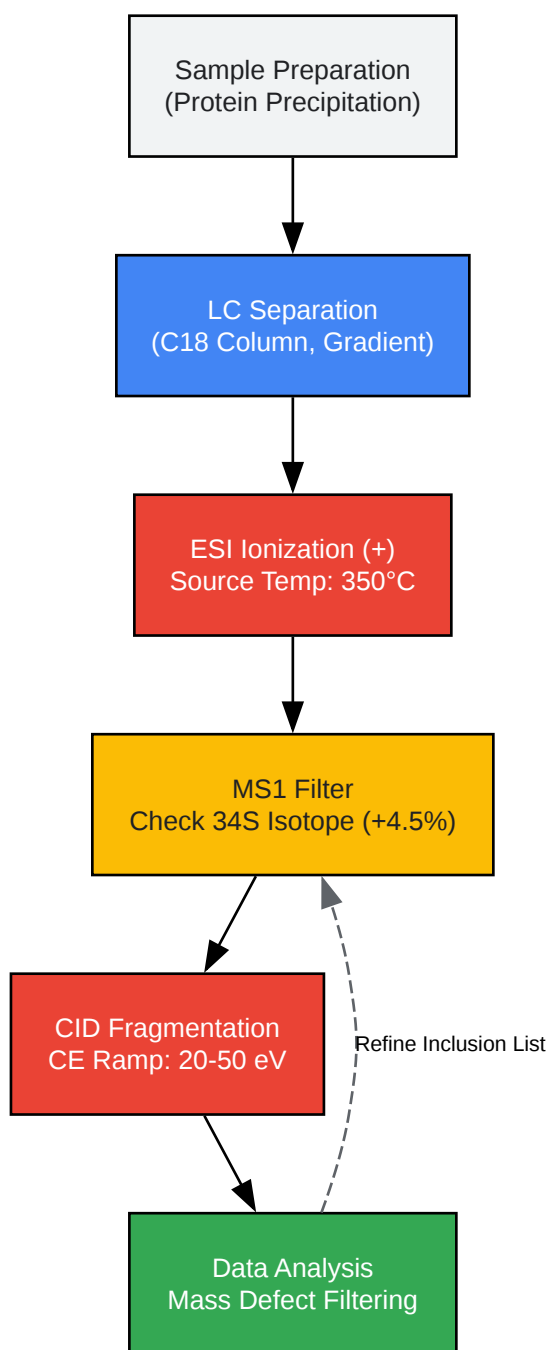 Sample Preparation
(Protein Precipitation)
LC Separation
(C18 Column, Gradient)
ESI Ionization (+)
Source Temp: 350°C
MS1 Filter
Check 34S Isotope (+4.5%)
CID Fragmentation
CE Ramp: 20-50 eV
Refine Inclusion List
Data Analysis
Mass Defect Filtering